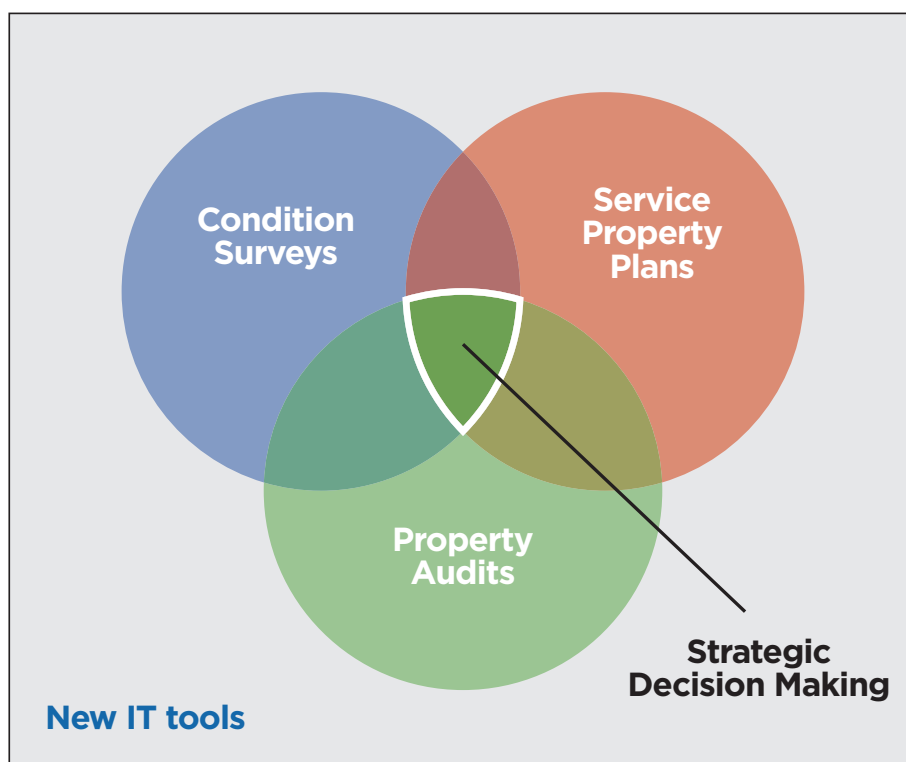 Condition
Surveys
Service
Property
Plans
Property
Audits
Strategic
Decision Making
New IT tools